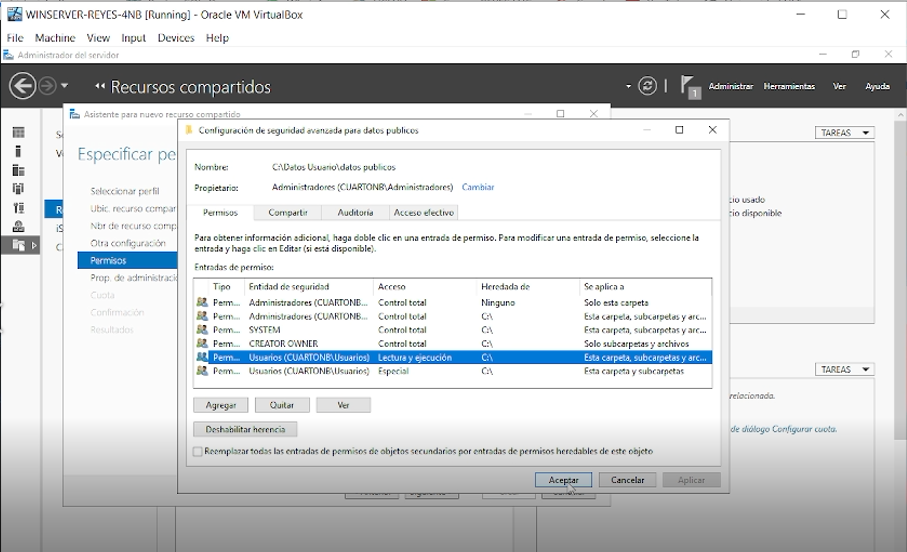 WINSERVER-REYES-4NB [Running] - Oracle VM VirtualBox
File Machine View Input Devices Help
Administrador del servidor
Recursos compartidos
1
Administrar Herramientas Ver Ayuda
Asistente para nuevo recurso compartido
TAREAS
Especificar pe
Seleccionar perfil
Ubic. recurso compar
Nbr de recurso comp
Otra configuración
Permisos
Prop. de administració
Cuota
Confirmación
Resultados
Configuración de seguridad avanzada para datos publicos
Nombre: C:\Datos Usuario\datos publicos
Propietario: Administradores (CUARTONB\Administradores) Cambiar
Permisos Compartir Auditoría Acceso efectivo
Para obtener información adicional, haga doble clic en una entrada de permiso. Para modificar una entrada de permiso, seleccione la
entrada y haga clic en Editar (si está disponible).
Entradas de permiso:
Tipo Entidad de seguridad Acceso Heredada de Se aplica a
Perm... Administradores (CUARTONB... Control total Ninguno Solo esta carpeta
Perm... Administradores (CUARTONB... Control total C:\ Esta carpeta, subcarpetas y arc...
Perm... SYSTEM Control total C:\ Esta carpeta, subcarpetas y arc...
Perm... CREATOR OWNER Control total C:\ Solo subcarpetas y archivos
Perm... Usuarios (CUARTONB\Usuarios) Lectura y ejecución C:\ Esta carpeta, subcarpetas y arc...
Perm... Usuarios (CUARTONB\Usuarios) Especial C:\ Esta carpeta y subcarpetas
Agregar Quitar Ver
Deshabilitar herencia
Reemplazar todas las entradas de permisos de objetos secundarios por entradas de permisos heredables de este objeto
Aceptar Cancelar Aplicar
io usado
cio disponible
TAREAS
relacionada.
de diálogo Configurar cuota.